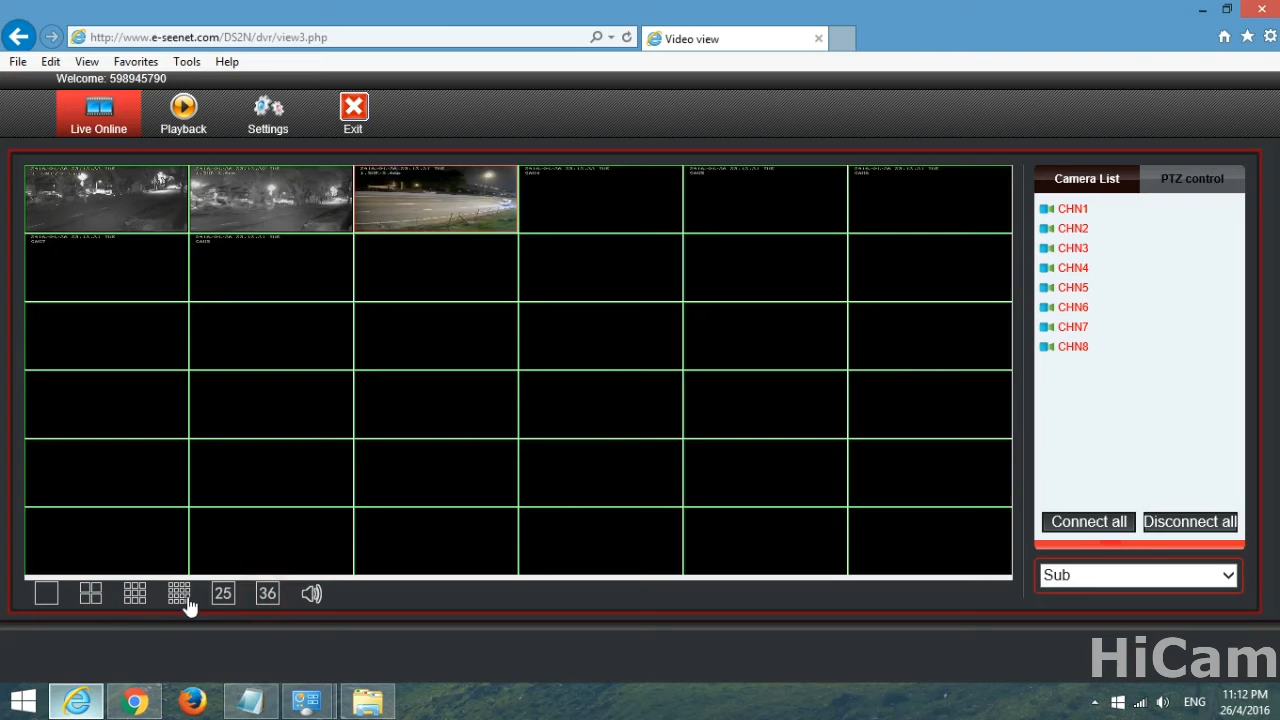 http://www.e-seenet.com/DS2N/dvr/view3.php
Video view
File Edit View Favorites Tools Help
Welcome: 598945790
Live Online Playback Settings Exit
Camera List PTZ control
CHN1
CHN2
CHN3
CHN4
CHN5
CHN6
CHN7
CHN8
Connect all Disconnect all
Sub
25 36
HiCam
ENG
11:12 PM
26/4/2016